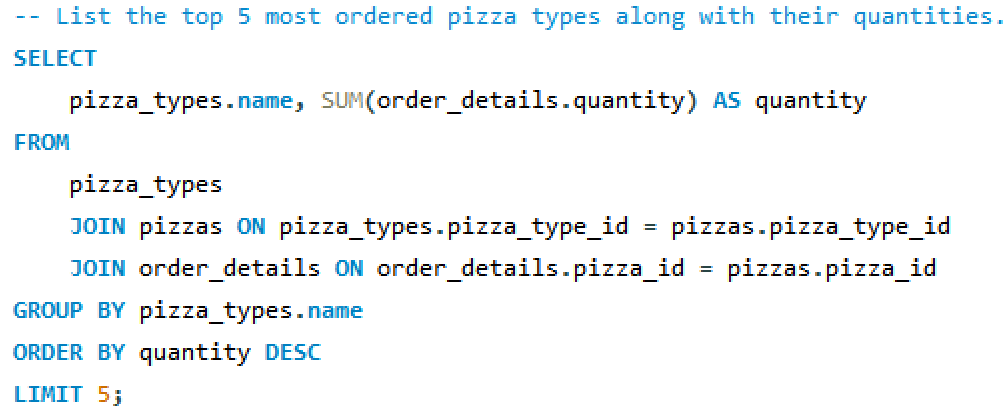 -- List the top 5 most ordered pizza types along with their quantities.
SELECT
    pizza_types.name, SUM(order_details.quantity) AS quantity
FROM
    pizza_types
    JOIN pizzas ON pizza_types.pizza_type_id = pizzas.pizza_type_id
    JOIN order_details ON order_details.pizza_id = pizzas.pizza_id
GROUP BY pizza_types.name
ORDER BY quantity DESC
LIMIT 5;